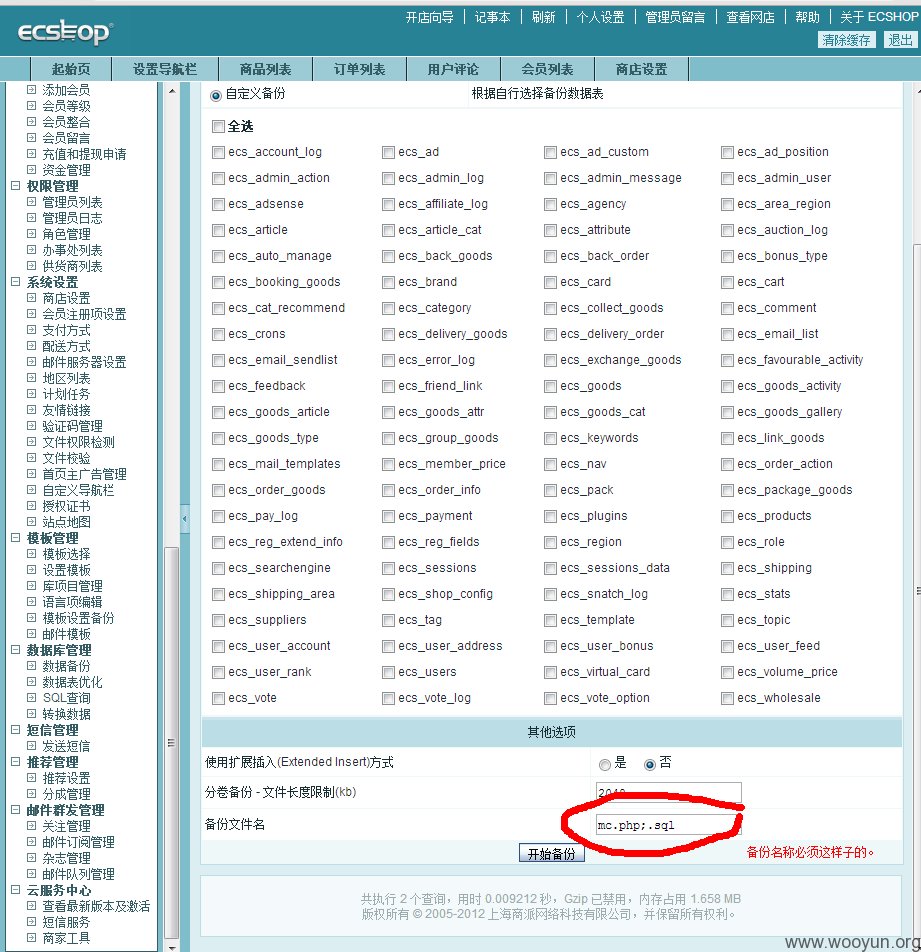 ECSHOP
开店向导 记事本 刷新 个人设置 管理员留言 查看网店 帮助 关于 ECSHOP
清除缓存 退出
起始页 设置导航栏 商品列表 订单列表 用户评论 会员列表 商店设置
添加会员
会员等级
会员整合
会员留言
充值和提现申请
资金管理
权限管理
管理员列表
管理员日志
角色管理
办事处列表
供货商列表
系统设置
商店设置
会员注册项设置
支付方式
配送方式
邮件服务器设置
地区列表
计划任务
友情链接
验证码管理
文件权限检测
文件校验
首页主广告管理
自定义导航栏
授权证书
站点地图
模板管理
模板选择
设置模板
库项目管理
语言项编辑
模板设置备份
邮件模板
数据库管理
数据备份
数据表优化
SQL查询
转换数据
短信管理
发送短信
推荐管理
推荐设置
分成管理
邮件群发管理
关注管理
邮件订阅管理
杂志管理
邮件队列管理
云服务中心
查看最新版本及激活
短信服务
商家工具
自定义备份 根据自行选择备份数据表
全选
ecs_account_log ecs_ad ecs_ad_custom ecs_ad_position
ecs_admin_action ecs_admin_log ecs_admin_message ecs_admin_user
ecs_adsense ecs_affiliate_log ecs_agency ecs_area_region
ecs_article ecs_article_cat ecs_attribute ecs_auction_log
ecs_auto_manage ecs_back_goods ecs_back_order ecs_bonus_type
ecs_booking_goods ecs_brand ecs_card ecs_cart
ecs_cat_recommend ecs_category ecs_collect_goods ecs_comment
ecs_crons ecs_delivery_goods ecs_delivery_order ecs_email_list
ecs_email_sendlist ecs_error_log ecs_exchange_goods ecs_favourable_activity
ecs_feedback ecs_friend_link ecs_goods ecs_goods_activity
ecs_goods_article ecs_goods_attr ecs_goods_cat ecs_goods_gallery
ecs_goods_type ecs_group_goods ecs_keywords ecs_link_goods
ecs_mail_templates ecs_member_price ecs_nav ecs_order_action
ecs_order_goods ecs_order_info ecs_pack ecs_package_goods
ecs_pay_log ecs_payment ecs_plugins ecs_products
ecs_reg_extend_info ecs_reg_fields ecs_region ecs_role
ecs_searchengine ecs_sessions ecs_sessions_data ecs_shipping
ecs_shipping_area ecs_shop_config ecs_snatch_log ecs_stats
ecs_suppliers ecs_tag ecs_template ecs_topic
ecs_user_account ecs_user_address ecs_user_bonus ecs_user_feed
ecs_user_rank ecs_users ecs_virtual_card ecs_volume_price
ecs_vote ecs_vote_log ecs_vote_option ecs_wholesale
其他选项
使用扩展插入(Extended Insert)方式 是 否
分卷备份 - 文件长度限制(kb) 2048
备份文件名 mc.php;.sql
开始备份 备份名称必须这样子的。
共执行 2 个查询，用时 0.009212 秒，Gzip 已禁用，内存占用 1.658 MB
版权所有 © 2005-2012 上海商派网络科技有限公司，并保留所有权利。
www.wooyun.org